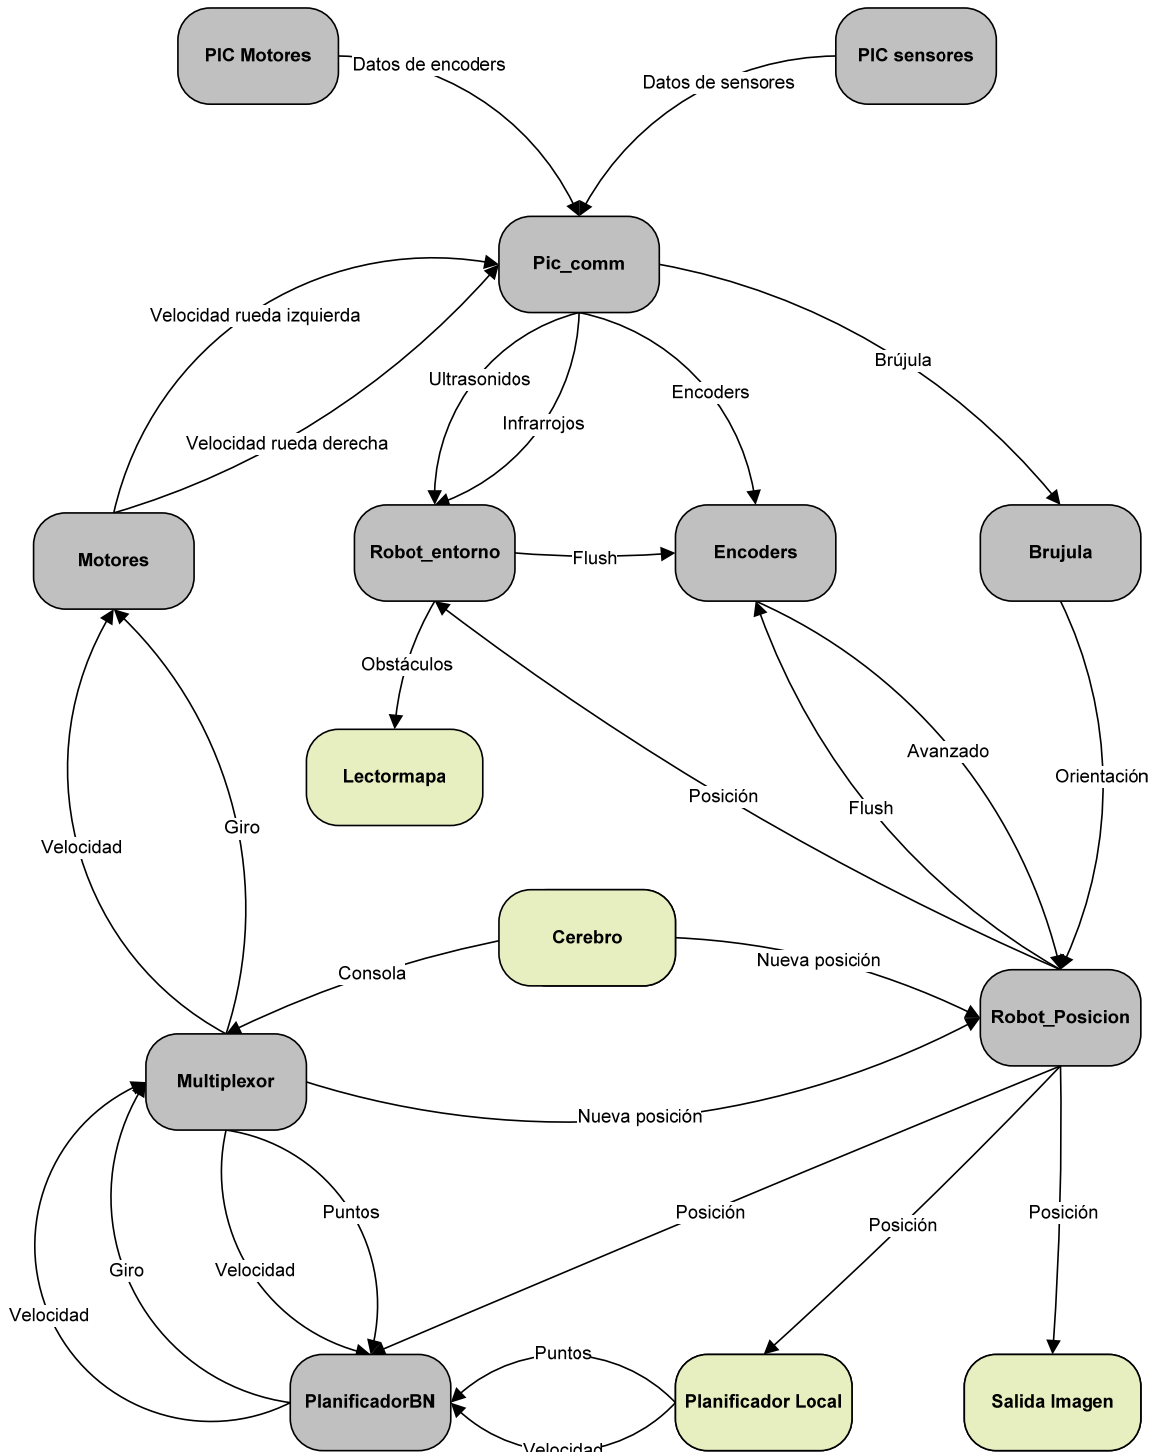 PIC Motores
PIC sensores
Datos de encoders
Datos de sensores
Pic_comm
Velocidad rueda izquierda
Brújula
Ultrasonidos
Encoders
Infrarrojos
Velocidad rueda derecha
Motores
Robot_entorno
Flush
Encoders
Brujula
Obstáculos
Avanzado
Lectormapa
Orientación
Posición
Flush
Giro
Velocidad
Cerebro
Nueva posición
Consola
Robot_Posicion
Multiplexor
Nueva posición
Puntos
Posición
Posición
Posición
Giro
Velocidad
Velocidad
Puntos
PlanificadorBN
Planificador Local
Salida Imagen
Velocidad